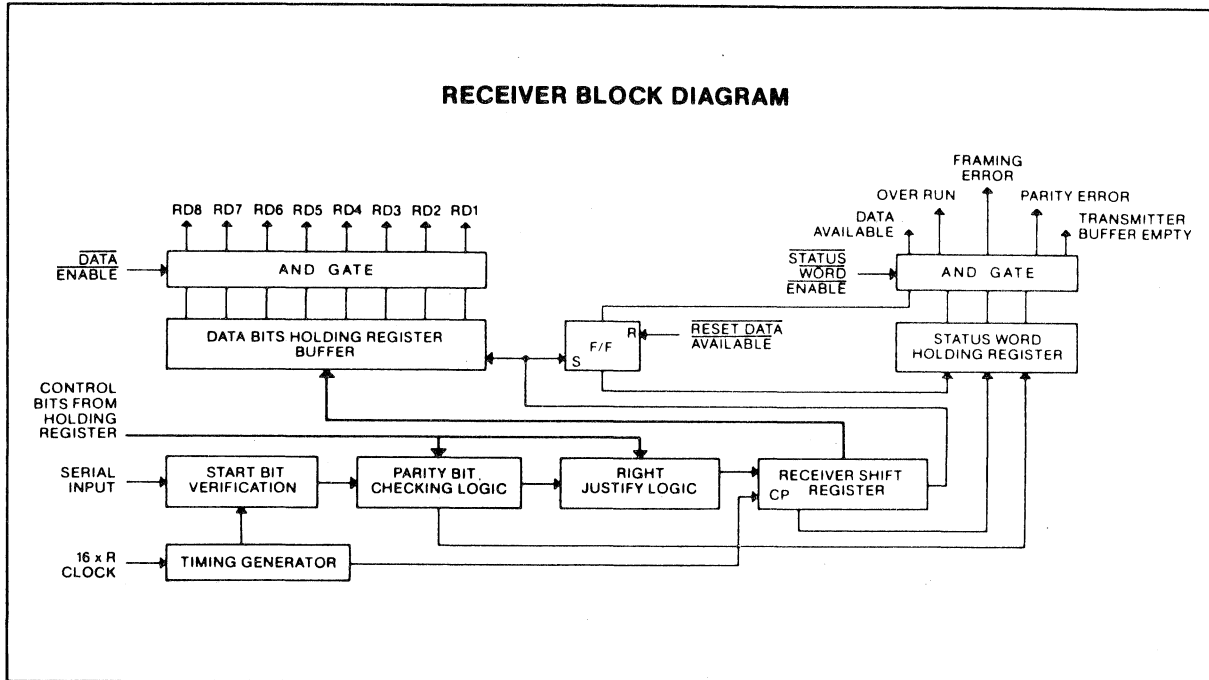 RECEIVER BLOCK DIAGRAM
FRAMING
ERROR
OVER RUN
PARITY ERROR
DATA
AVAILABLE
TRANSMITTER
BUFFER EMPTY
RD8 RD7 RD6 RD5 RD4 RD3 RD2 RD1
DATA
ENABLE
AND GATE
STATUS
WORD
ENABLE
AND GATE
DATA BITS HOLDING REGISTER
BUFFER
F/F
R
S
RESET DATA
AVAILABLE
STATUS WORD
HOLDING REGISTER
CONTROL
BITS FROM
HOLDING
REGISTER
SERIAL
INPUT
START BIT
VERIFICATION
PARITY BIT
CHECKING LOGIC
RIGHT
JUSTIFY LOGIC
RECEIVER SHIFT
REGISTER
CP
16 x R
CLOCK
TIMING GENERATOR